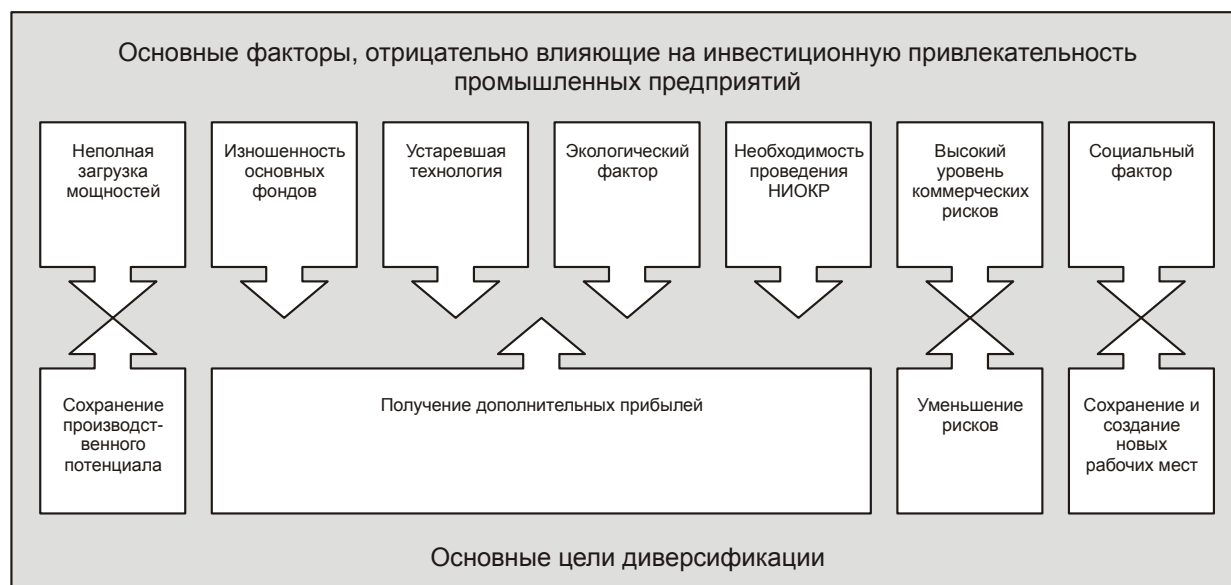 Основные факторы, отрицательно влияющие на инвестиционную привлекательность
промышленных предприятий
Неполная
загрузка
мощностей
Изношенность
основных
фондов
Устаревшая
технология
Экологический
фактор
Необходимость
проведения
НИОКР
Высокий
уровень
коммерческих
рисков
Социальный
фактор
Сохранение
производст-
венного
потенциала
Получение дополнительных прибылей
Уменьшение
рисков
Сохранение и
создание
новых
рабочих мест
Основные цели диверсификации